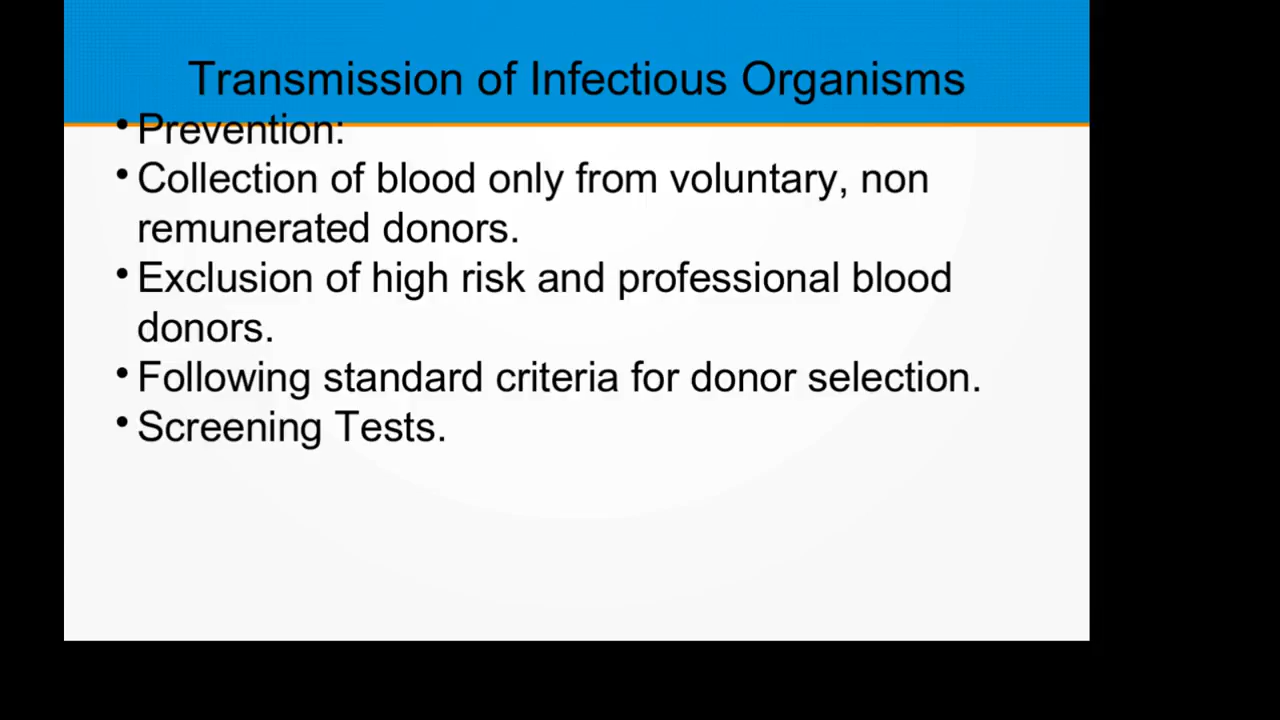 Transmission of Infectious Organisms
• Prevention:
• Collection of blood only from voluntary, non
remunerated donors.
• Exclusion of high risk and professional blood
donors.
• Following standard criteria for donor selection.
• Screening Tests.